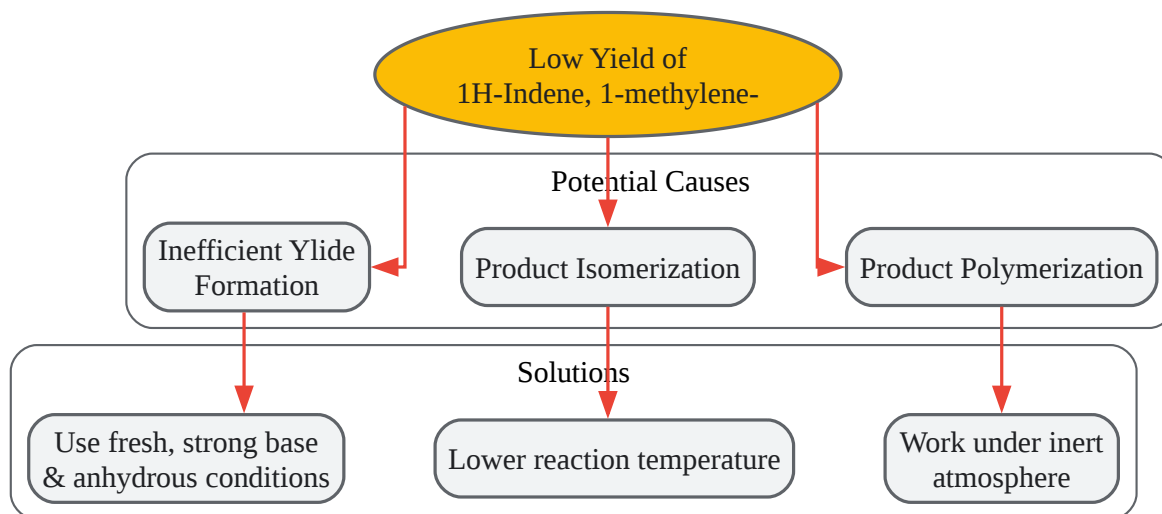 Low Yield of
1H-Indene, 1-methylene-
Potential Causes
Inefficient Ylide
Formation
Product Isomerization
Product Polymerization
Solutions
Use fresh, strong base
& anhydrous conditions
Lower reaction temperature
Work under inert
atmosphere